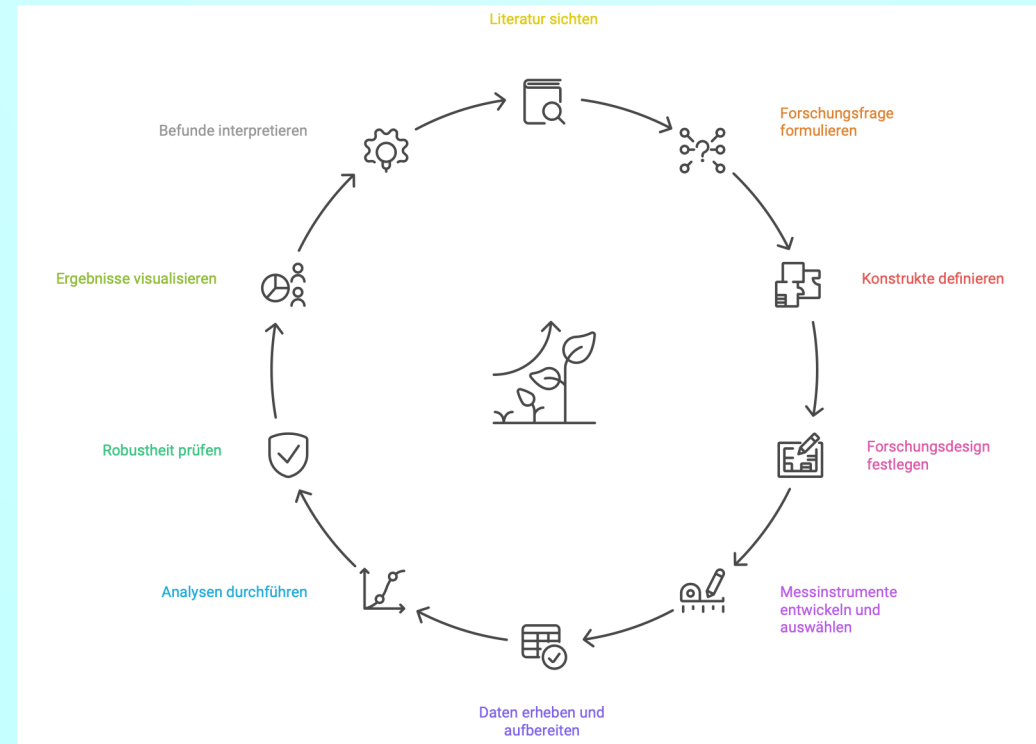 Literatur sichten
Forschungsfrage
formulieren
Konstrukte definieren
Forschungsdesign
festlegen
Messinstrumente
entwickeln und
auswählen
Daten erheben und
aufbereiten
Analysen durchführen
Robustheit prüfen
Ergebnisse visualisieren
Befunde interpretieren
?